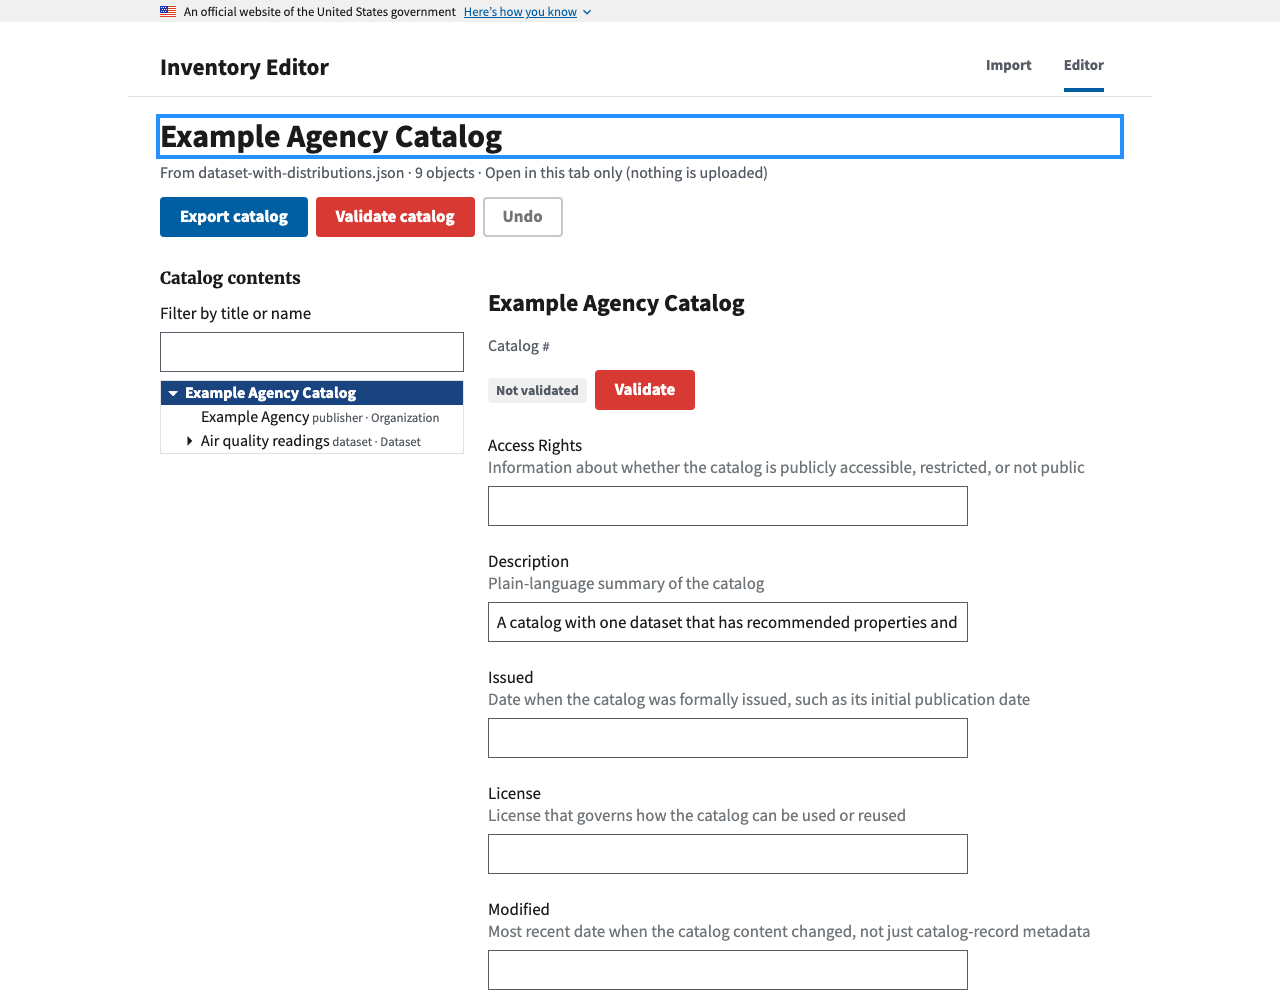 An official website of the United States government Here's how you know
Inventory Editor
Import Editor
Example Agency Catalog
From dataset-with-distributions.json · 9 objects · Open in this tab only (nothing is uploaded)
Export catalog Validate catalog Undo
Catalog contents
Filter by title or name
Example Agency Catalog
Example Agency publisher · Organization
Air quality readings dataset · Dataset
Example Agency Catalog
Catalog #
Not validated Validate
Access Rights
Information about whether the catalog is publicly accessible, restricted, or not public
Description
Plain-language summary of the catalog
A catalog with one dataset that has recommended properties and
Issued
Date when the catalog was formally issued, such as its initial publication date
License
License that governs how the catalog can be used or reused
Modified
Most recent date when the catalog content changed, not just catalog-record metadata